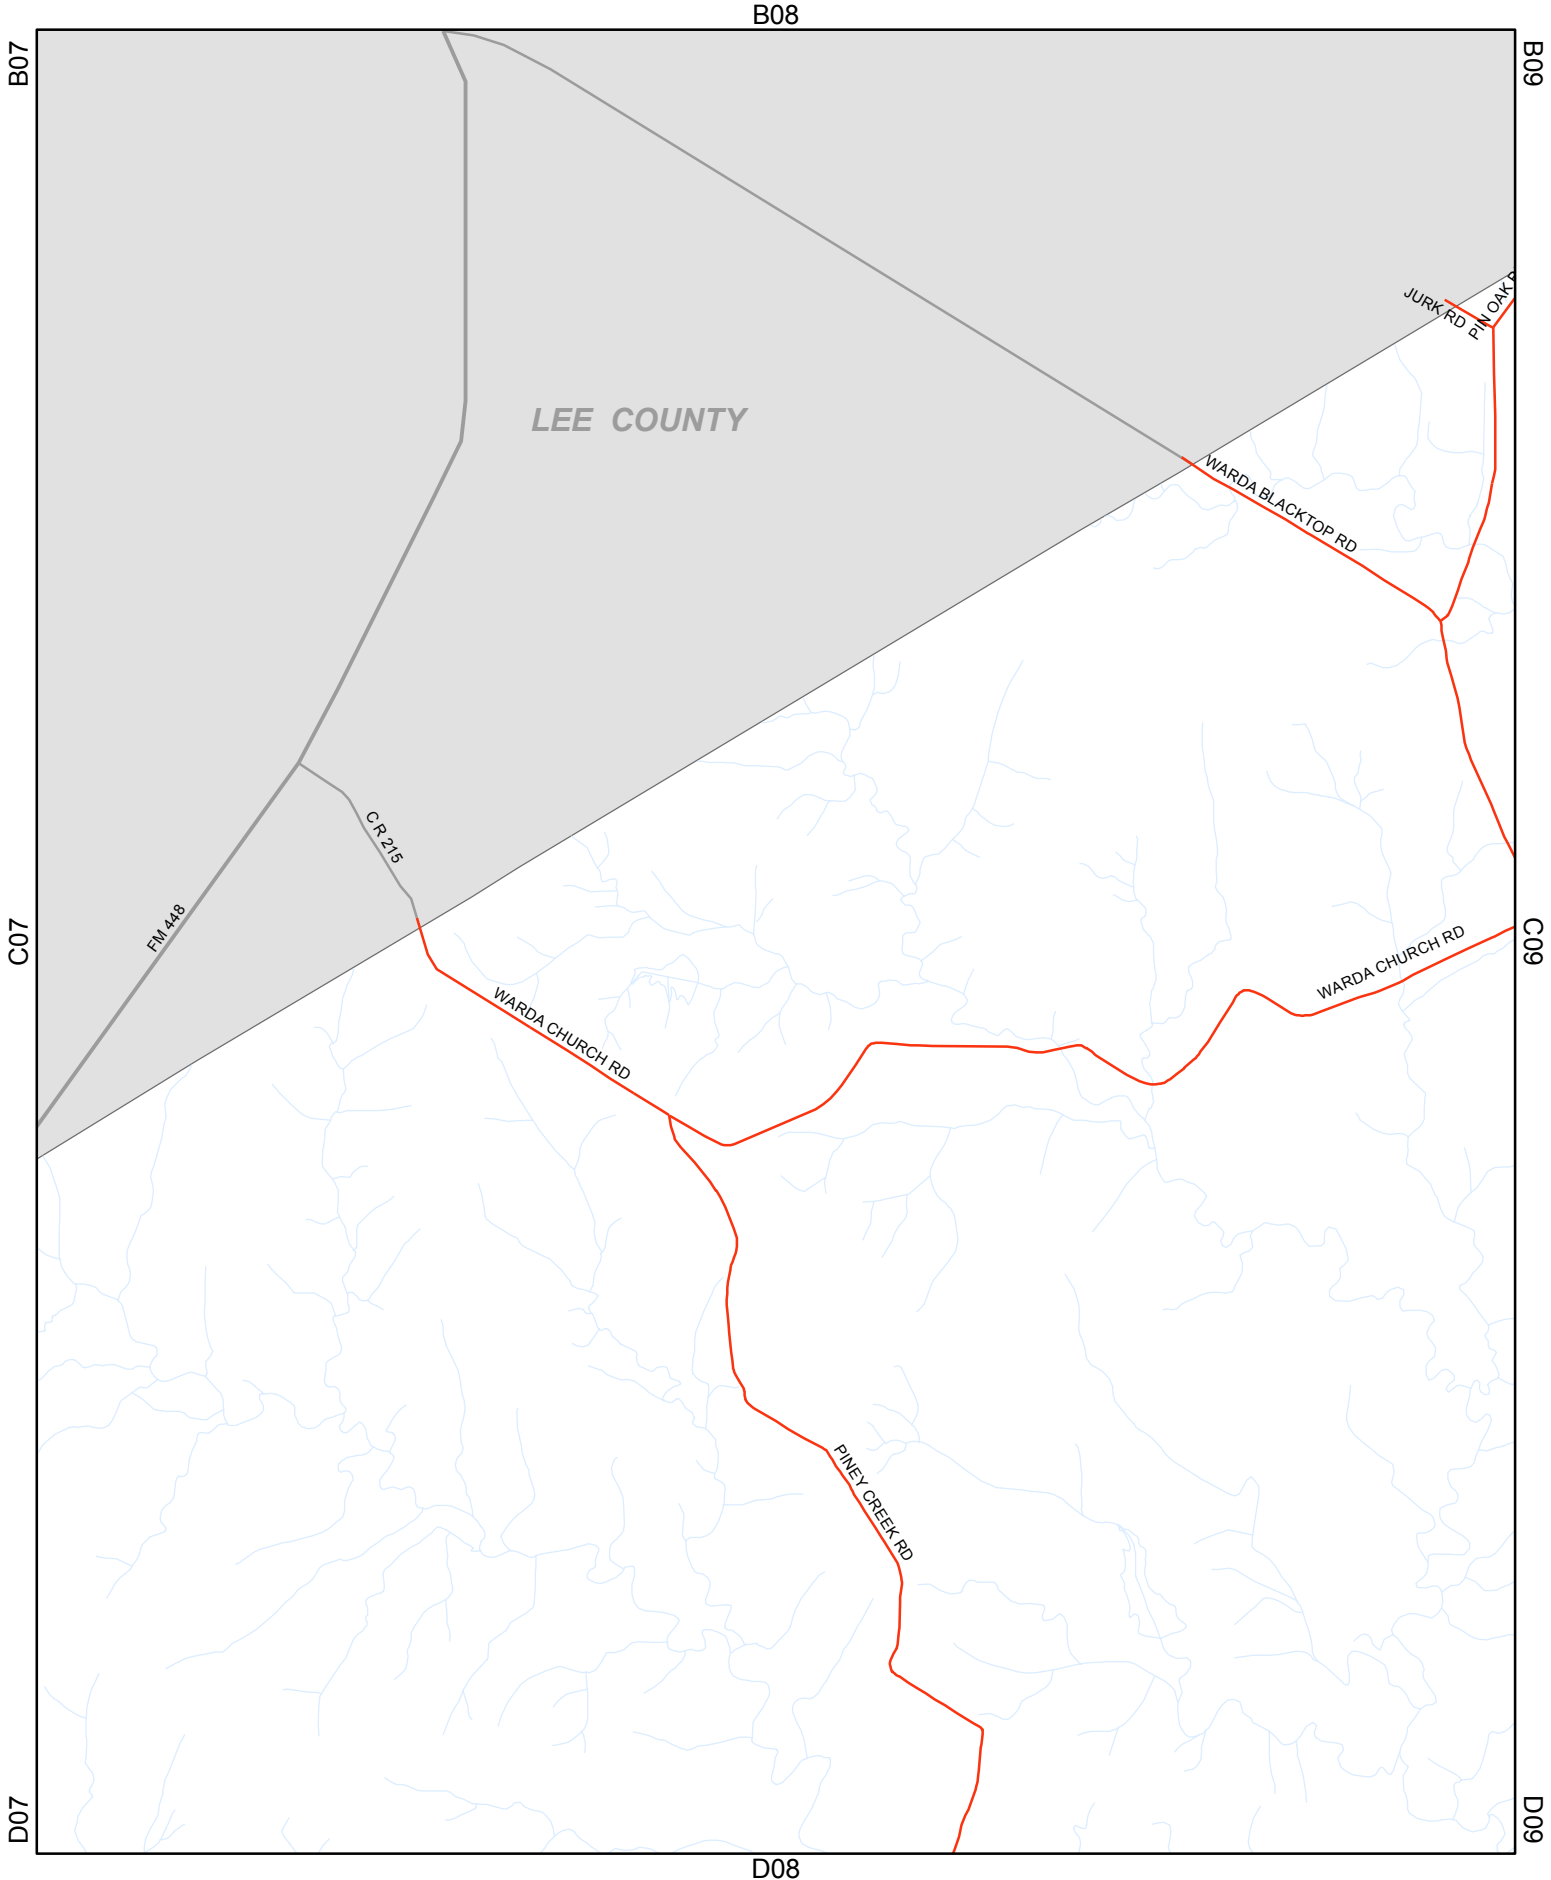 B08
B07
B09
JURK RD
PIN OAK
LEE COUNTY
WARDA BLACKTOP RD
C R 215
FM 448
C07
C09
WARDA CHURCH RD
WARDA CHURCH RD
PINEY CREEK RD
D07
D09
D08